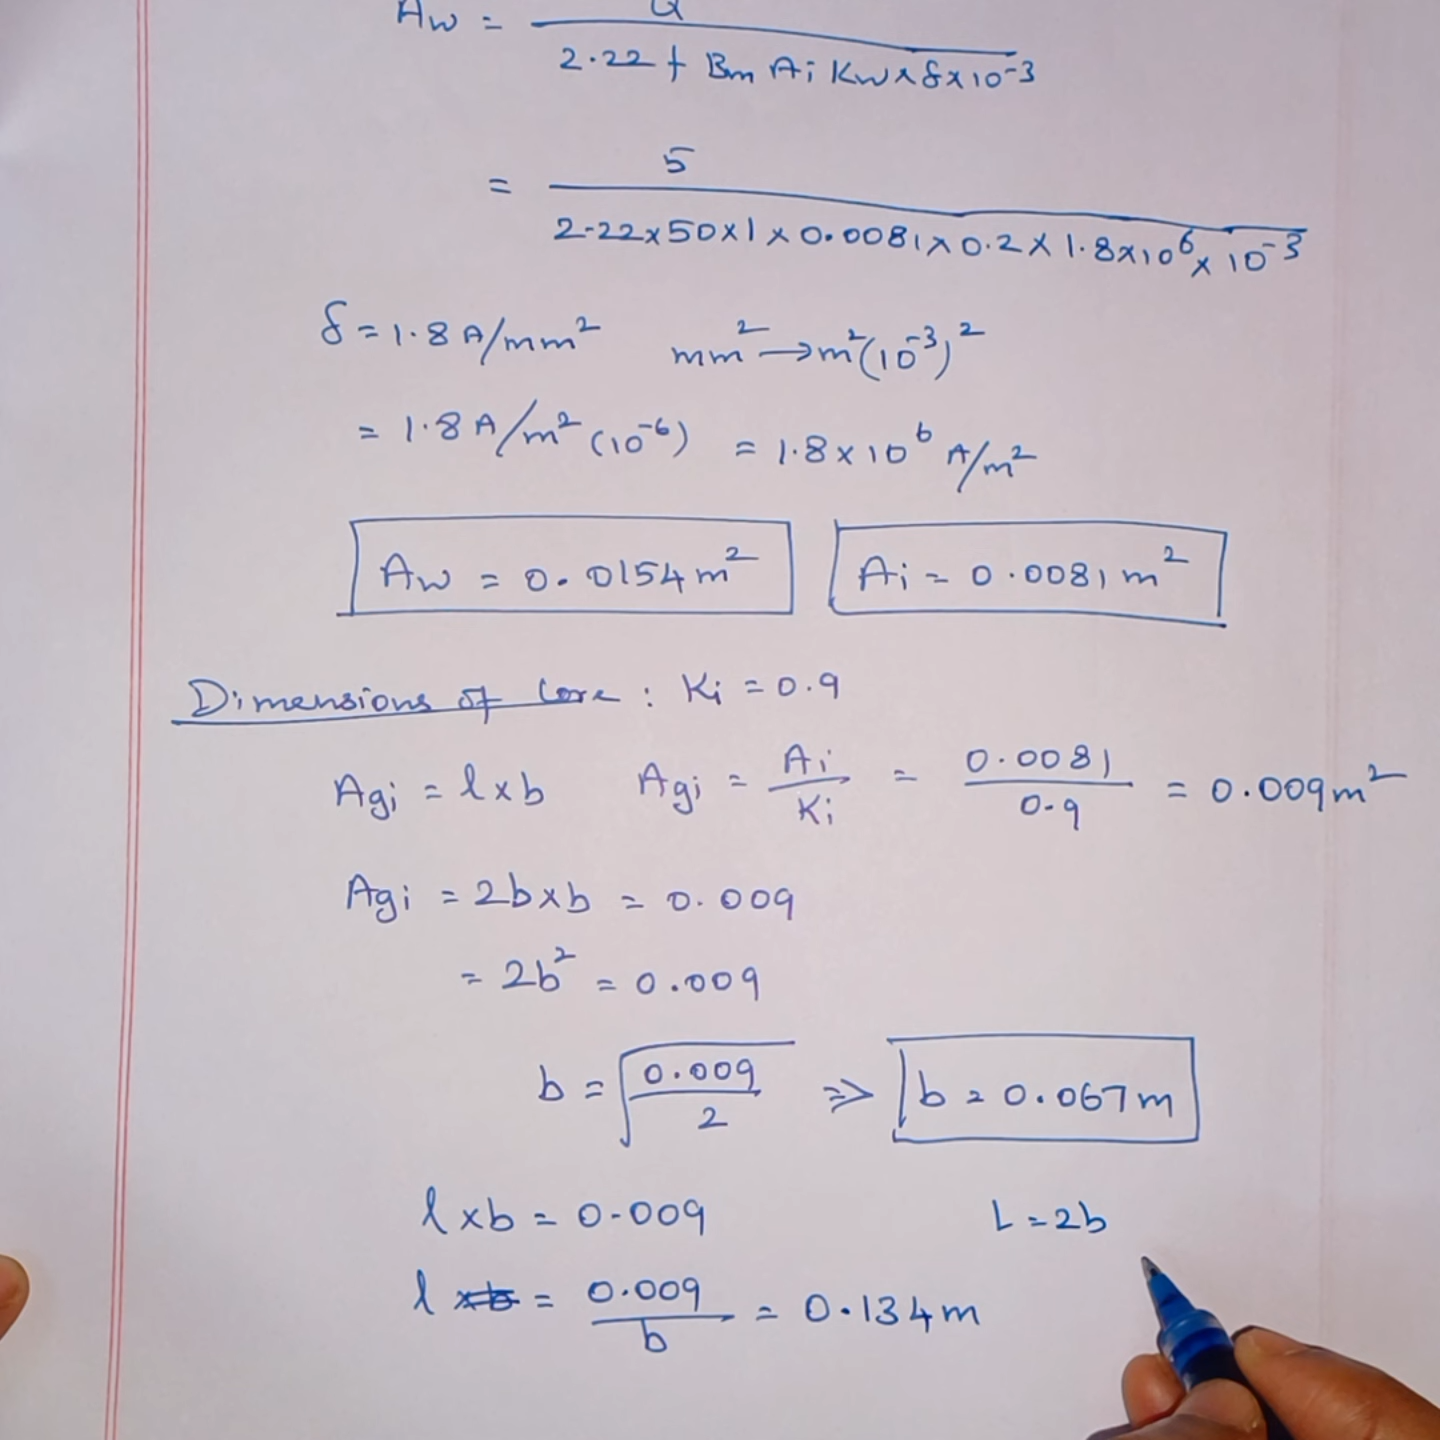 Aw = Q
2.22 f Bm Ai Kw x δ x 10⁻³
= 5
2.22 x 50 x 1 x 0.0081 x 0.2 x 1.8 x 10⁶ x 10⁻³
δ = 1.8 A/mm² mm² → m² (10⁻³)²
= 1.8 A/m² (10⁻⁶) = 1.8 x 10⁶ A/m²
Aw = 0.0154 m² Ai = 0.0081 m²
Dimensions of Core : Ki = 0.9
Agi = l x b Agi = Ai / Ki = 0.0081 / 0.9 = 0.009 m²
Agi = 2b x b = 0.009
= 2b² = 0.009
b = √(0.009 / 2) ⇒ b = 0.067 m
l x b = 0.009 L = 2b
l = 0.009 / b = 0.134 m